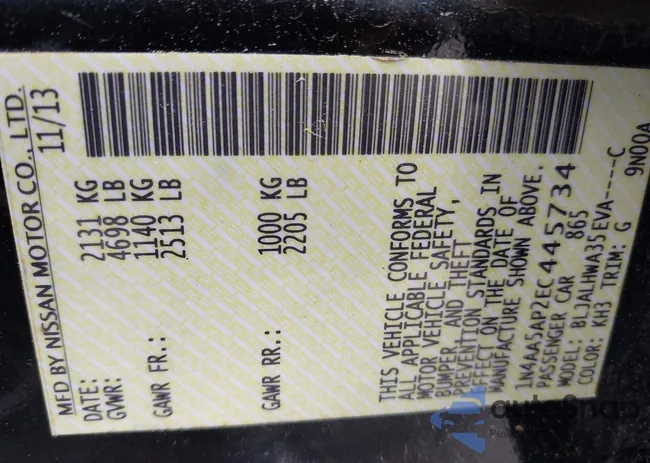 MFD BY NISSAN MOTOR CO., LTD.
DATE: 11/13
GVWR: 2131 KG
4698 LB
GAWR FR.: 1140 KG
2513 LB
GAWR RR.: 1000 KG
2205 LB
THIS VEHICLE CONFORMS TO
ALL APPLICABLE FEDERAL
MOTOR VEHICLE SAFETY,
BUMPER, AND THEFT
PREVENTION STANDARDS IN
EFFECT ON THE DATE OF
MANUFACTURE SHOWN ABOVE.
1N4AA5AP2EC445734
PASSENGER CAR 865
MODEL: BLJALHWA35EVA----C
COLOR: KH3 TRIM: G 9N00A
autoSnap